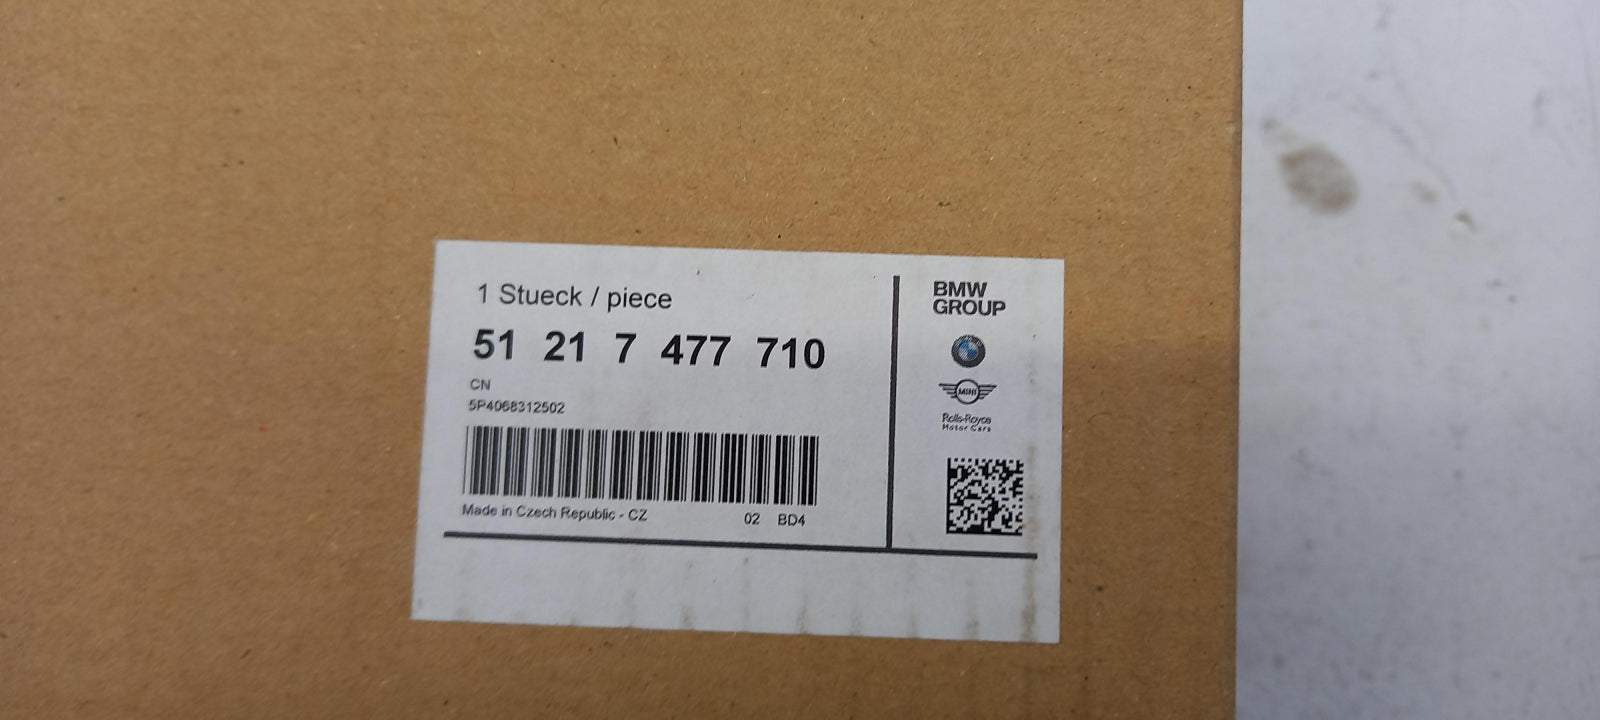 1 Stueck / piece
51 21 7 477 710
CN
5P4068312502
Made in Czech Republic - CZ 02 BD4
BMW
GROUP
MINI
Rolls-Royce
Motor Cars